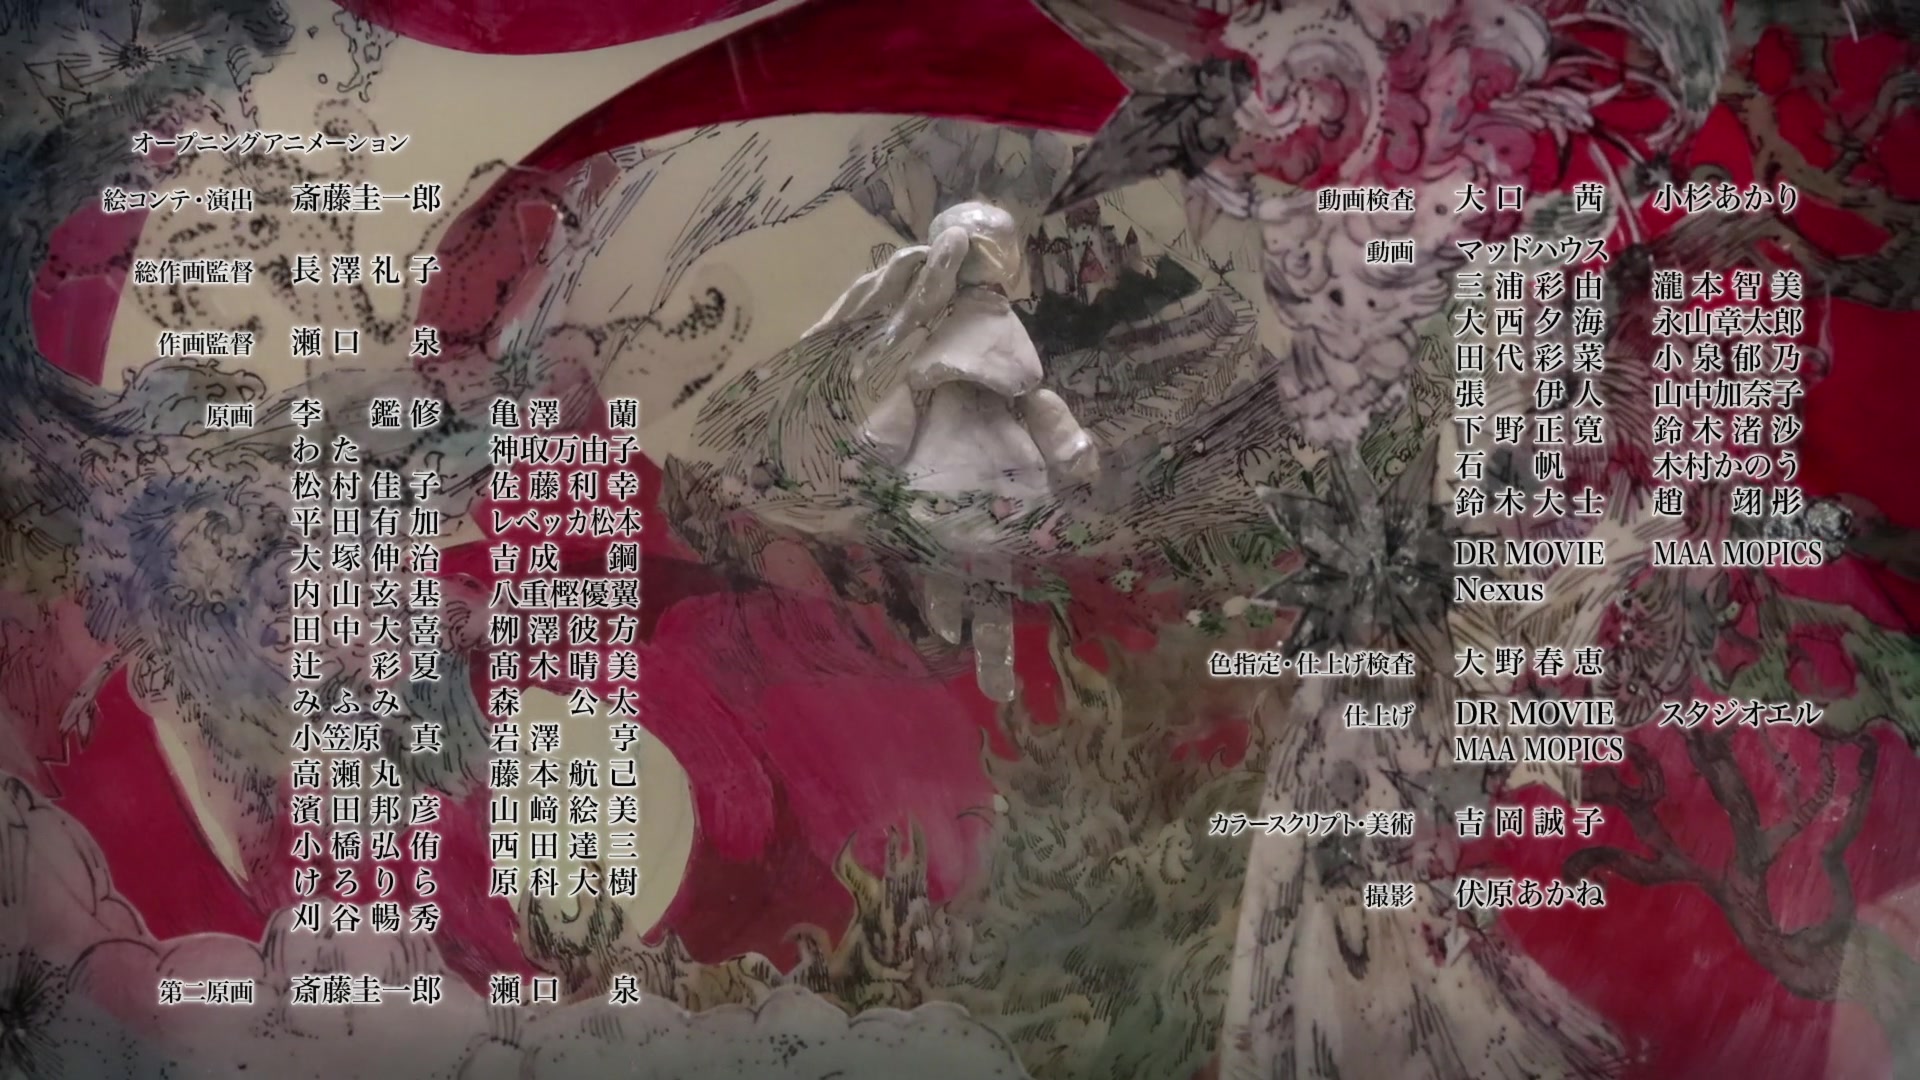 オープニングアニメーション
絵コンテ・演出 斎藤圭一郎
総作画監督 長澤礼子
作画監督 瀬口泉
原画 李鑑修 亀澤蘭
わた 神取万由子
松村佳子 佐藤利幸
平田有加 レベッカ松本
大塚伸治 吉成鋼
内山玄基 八重樫優翼
田中大喜 栁澤彼方
辻彩夏 髙木晴美
みふみ 森公太
小笠原真 岩澤亨
高瀬丸 藤本航己
濱田邦彦 山﨑絵美
小橋弘侑 西田達三
けろりら 原科大樹
刈谷暢秀
第二原画 斎藤圭一郎 瀬口泉
動画検査 大口茜 小杉あかり
動画 マッドハウス
三浦彩由 瀧本智美
大西夕海 永山章太郎
田代彩菜 小泉郁乃
張伊人 山中加奈子
下野正寛 鈴木渚沙
石帆 木村かのう
鈴木大士 趙翊彤
DR MOVIE MAA MOPICS
Nexus
色指定・仕上げ検査 大野春恵
仕上げ DR MOVIE スタジオエル
MAA MOPICS
カラースクリプト・美術 吉岡誠子
撮影 伏原あかね